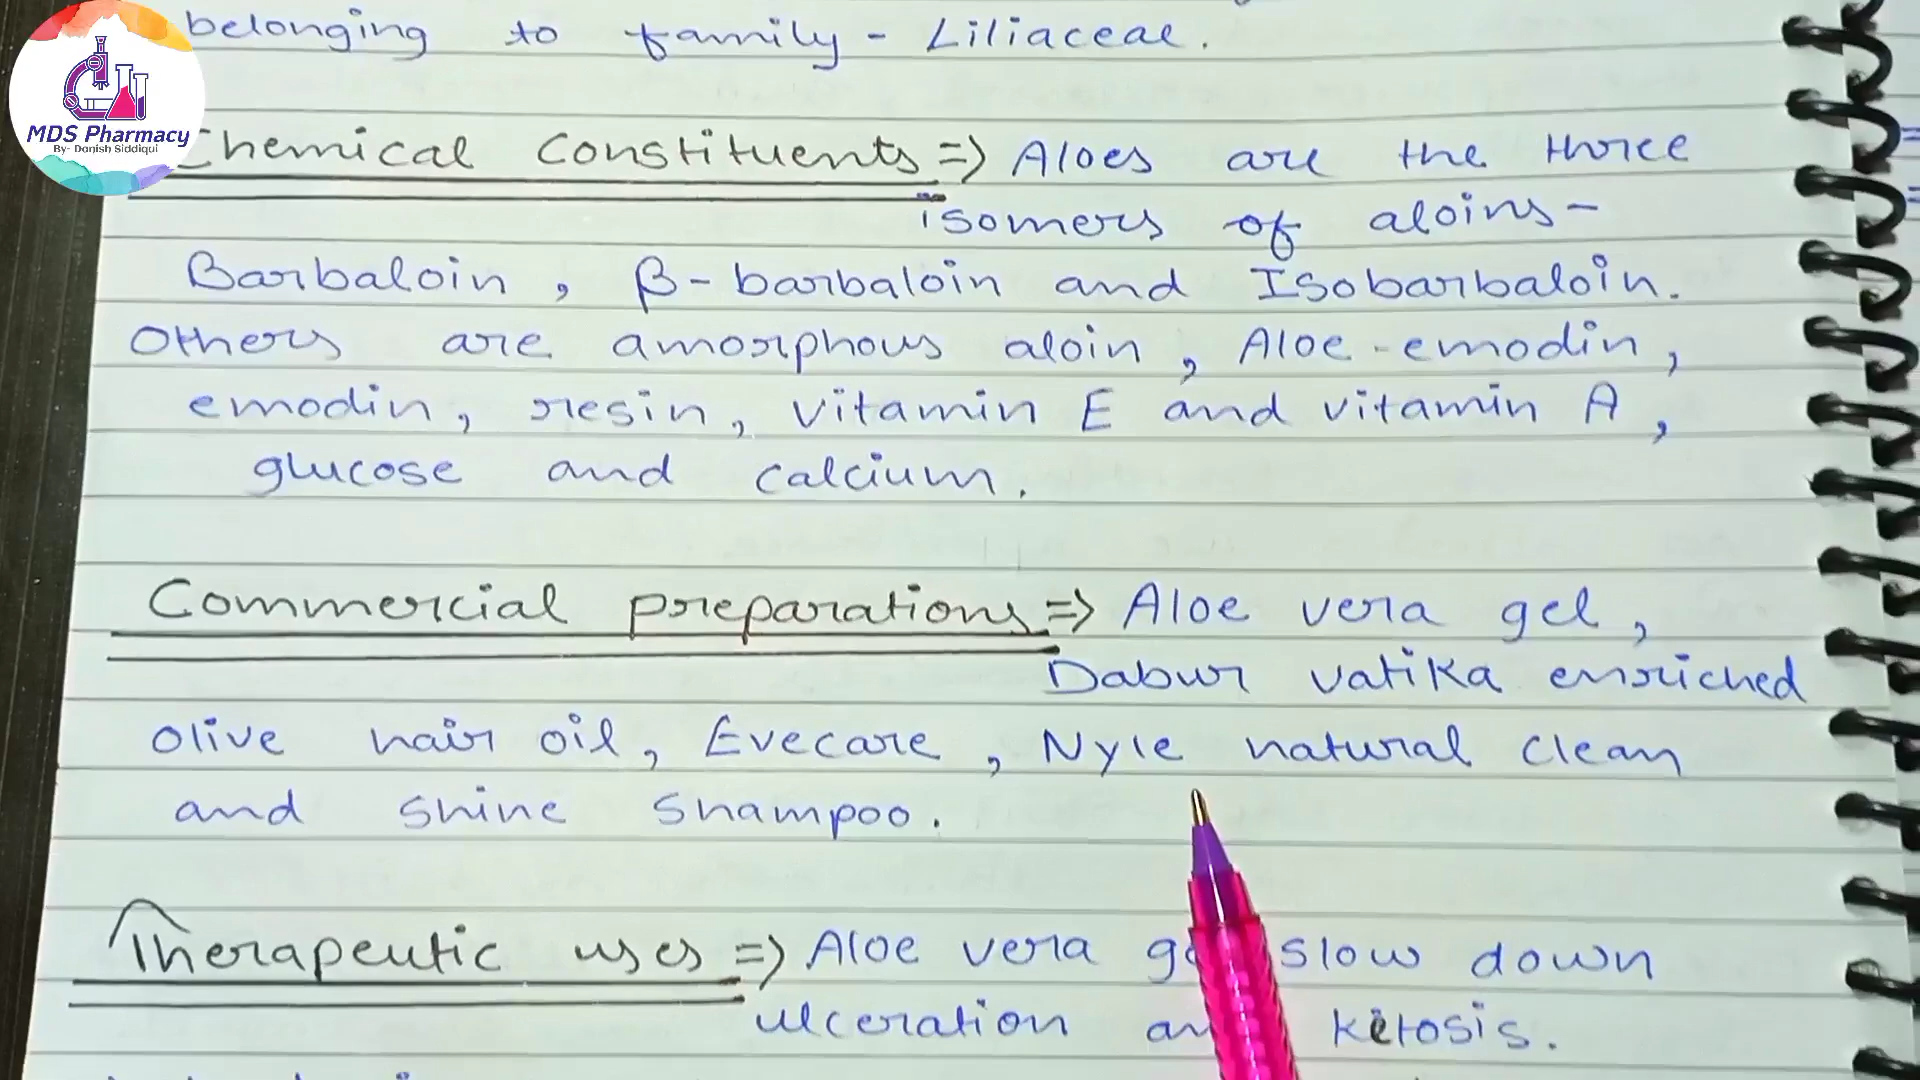 belonging to family - Liliaceae.
MDS Pharmacy
By- Danish Siddiqui
Chemical Constituents => Aloes are the three
isomers of aloins -
Barbaloin, β-barbaloin and Isobarbaloin.
Others are amorphous aloin, Aloe-emodin,
emodin, resin, vitamin E and vitamin A,
glucose and calcium.
Commercial preparations => Aloe vera gel,
Dabur vatika enriched
olive hair oil, Evecare, Nyle natural clean
and shine shampoo.
Therapeutic uses => Aloe vera slow down
ulceration ketosis.